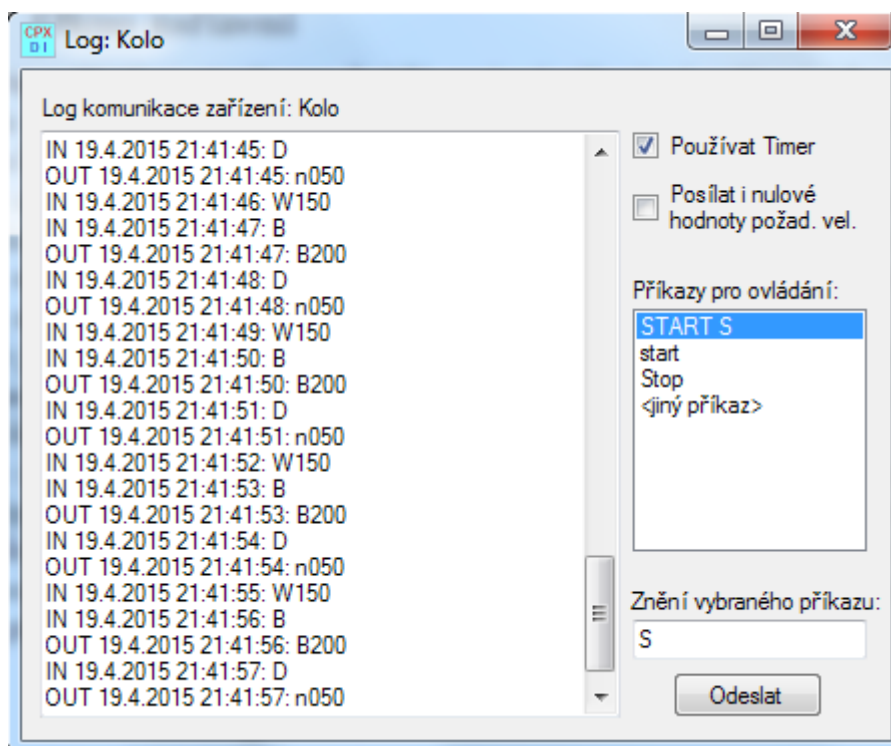 CPX
DI
Log: Kolo
Log komunikace zařízení: Kolo
IN 19.4.2015 21:41:45: D
OUT 19.4.2015 21:41:45: n050
IN 19.4.2015 21:41:46: W150
IN 19.4.2015 21:41:47: B
OUT 19.4.2015 21:41:47: B200
IN 19.4.2015 21:41:48: D
OUT 19.4.2015 21:41:48: n050
IN 19.4.2015 21:41:49: W150
IN 19.4.2015 21:41:50: B
OUT 19.4.2015 21:41:50: B200
IN 19.4.2015 21:41:51: D
OUT 19.4.2015 21:41:51: n050
IN 19.4.2015 21:41:52: W150
IN 19.4.2015 21:41:53: B
OUT 19.4.2015 21:41:53: B200
IN 19.4.2015 21:41:54: D
OUT 19.4.2015 21:41:54: n050
IN 19.4.2015 21:41:55: W150
IN 19.4.2015 21:41:56: B
OUT 19.4.2015 21:41:56: B200
IN 19.4.2015 21:41:57: D
OUT 19.4.2015 21:41:57: n050
Používat Timer
Posílat i nulové
hodnoty požad. vel.
Příkazy pro ovládání:
START S
start
Stop
<jiný příkaz>
Znění vybraného příkazu:
S
Odeslat